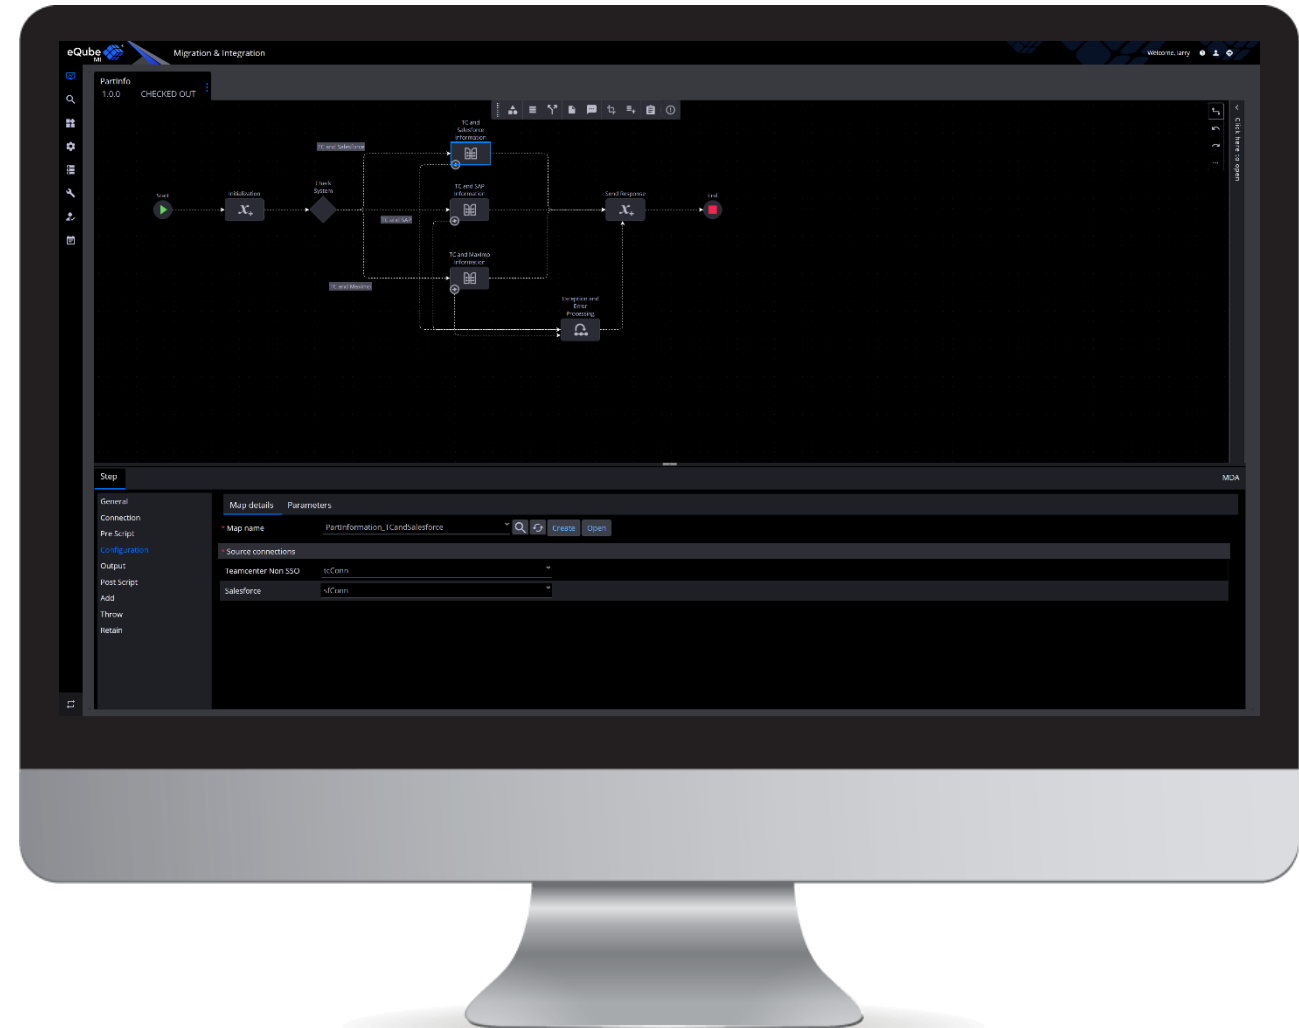 eQube
MI
Migration & Integration
Welcome, larry
PartInfo
1.0.0 CHECKED OUT
Click here to open
TC and
Salesforce
Information
TC and Salesforce
Start
Initialisation
Check
System
TC and SAP
Information
TC and SAP
Send Response
End
TC and Maximo
Information
TC and Maximo
Exception and
Error
Processing
Step
MDA
General
Connection
Pre Script
Configuration
Output
Post Script
Add
Throw
Retain
Map details Parameters
* Map name PartInformation_TCandSalesforce Create Open
* Source connections
Teamcenter Non SSO tcConn
Salesforce sfConn